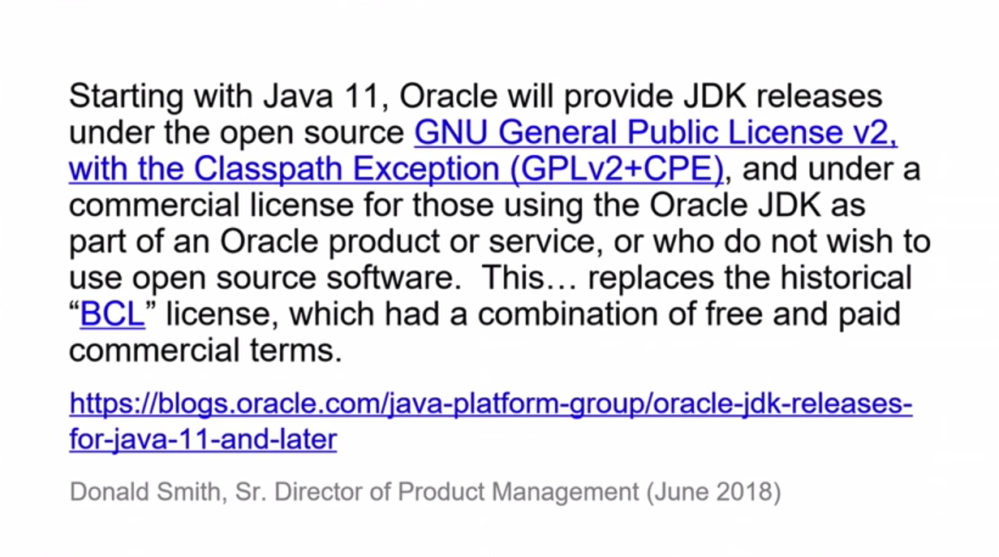 Starting with Java 11, Oracle will provide JDK releases
under the open source GNU General Public License v2,
with the Classpath Exception (GPLv2+CPE), and under a
commercial license for those using the Oracle JDK as
part of an Oracle product or service, or who do not wish to
use open source software.  This… replaces the historical
“BCL” license, which had a combination of free and paid
commercial terms.
https://blogs.oracle.com/java-platform-group/oracle-jdk-releases-
for-java-11-and-later
Donald Smith, Sr. Director of Product Management (June 2018)